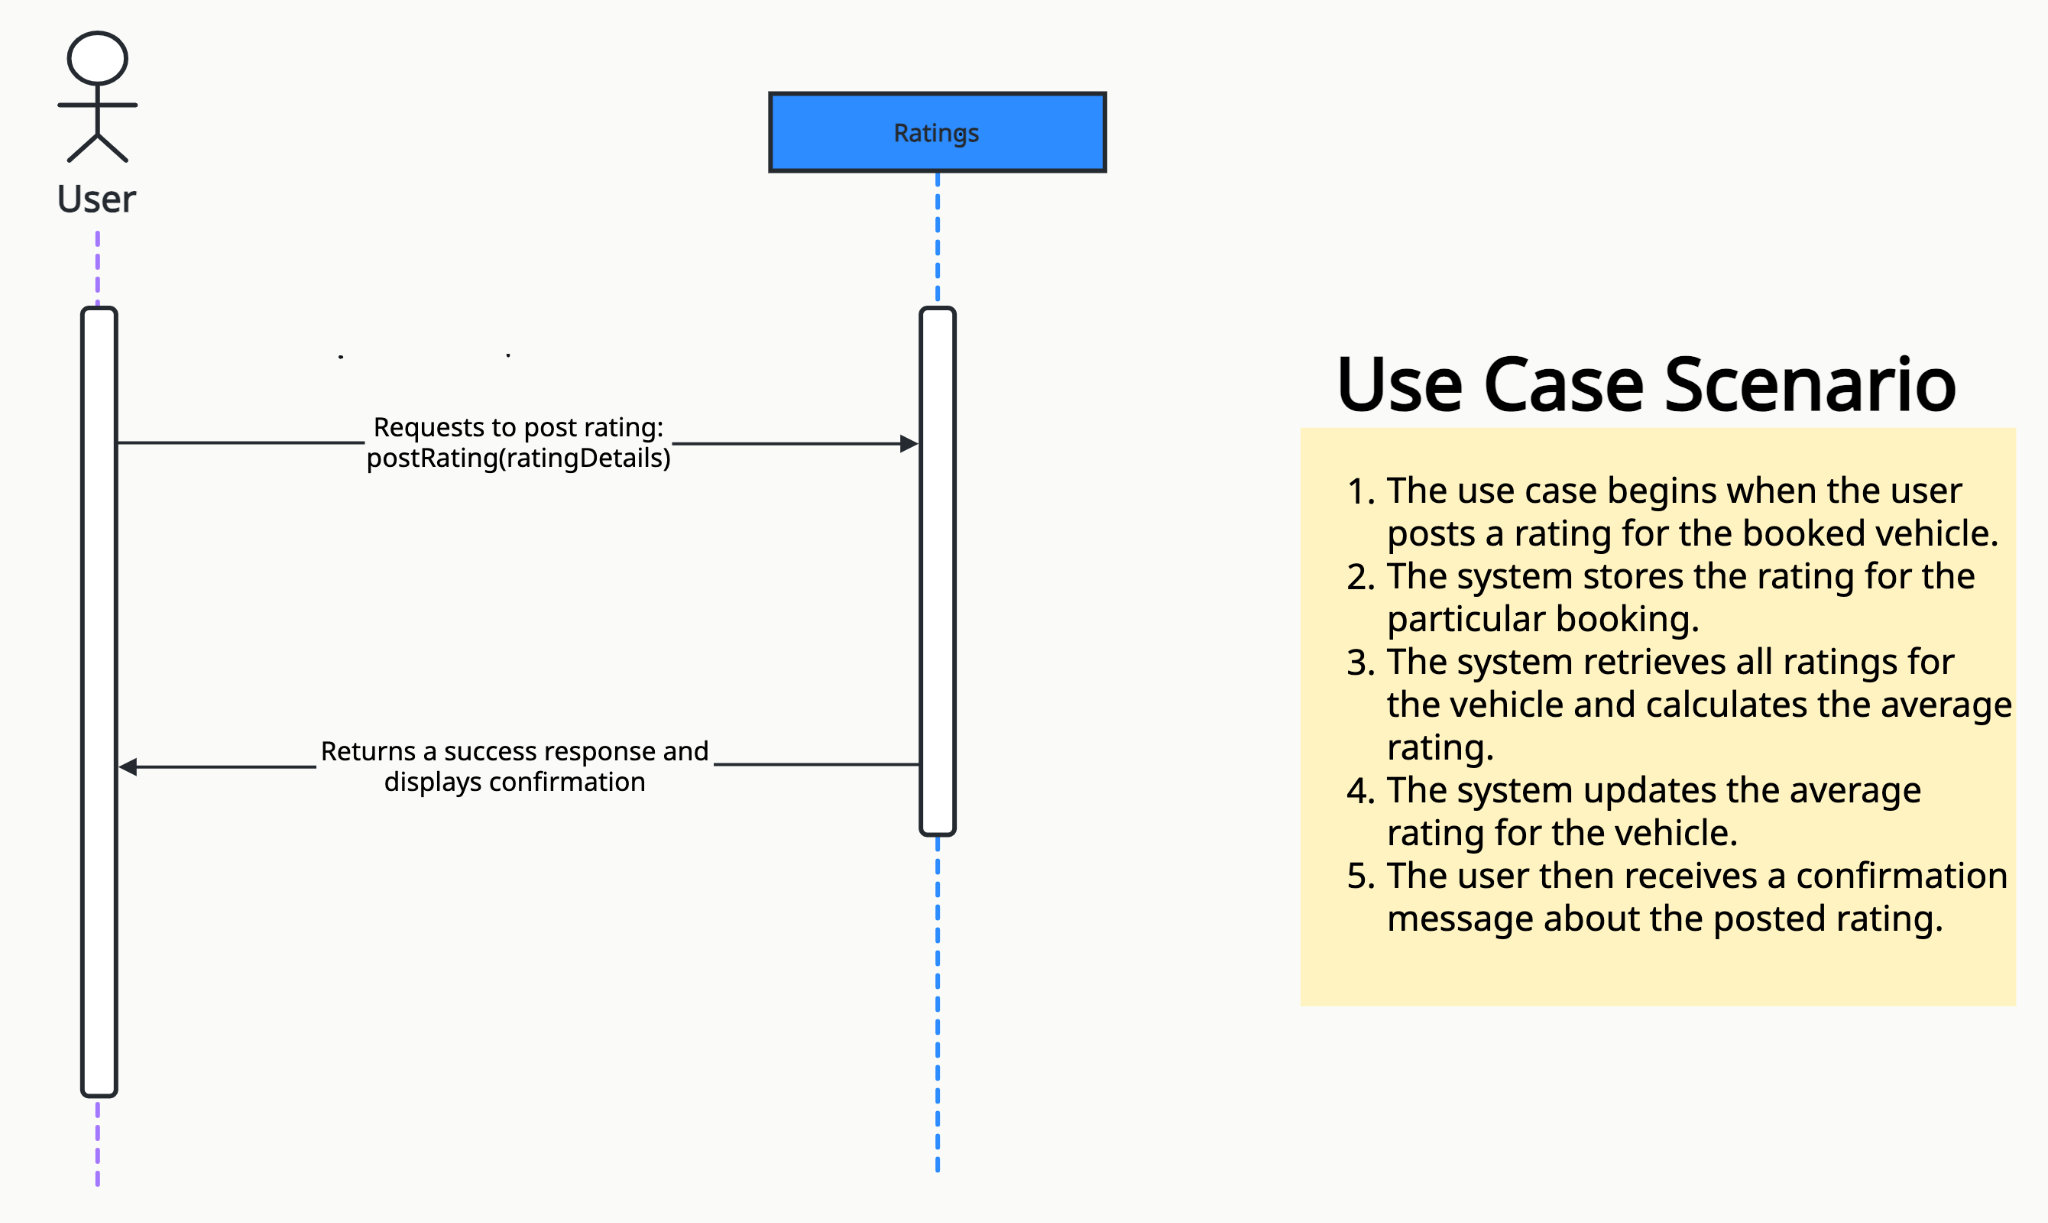 User
Ratings
Requests to post rating:
postRating(ratingDetails)
Returns a success response and
displays confirmation
Use Case Scenario
1. The use case begins when the user
posts a rating for the booked vehicle.
2. The system stores the rating for the
particular booking.
3. The system retrieves all ratings for
the vehicle and calculates the average
rating.
4. The system updates the average
rating for the vehicle.
5. The user then receives a confirmation
message about the posted rating.